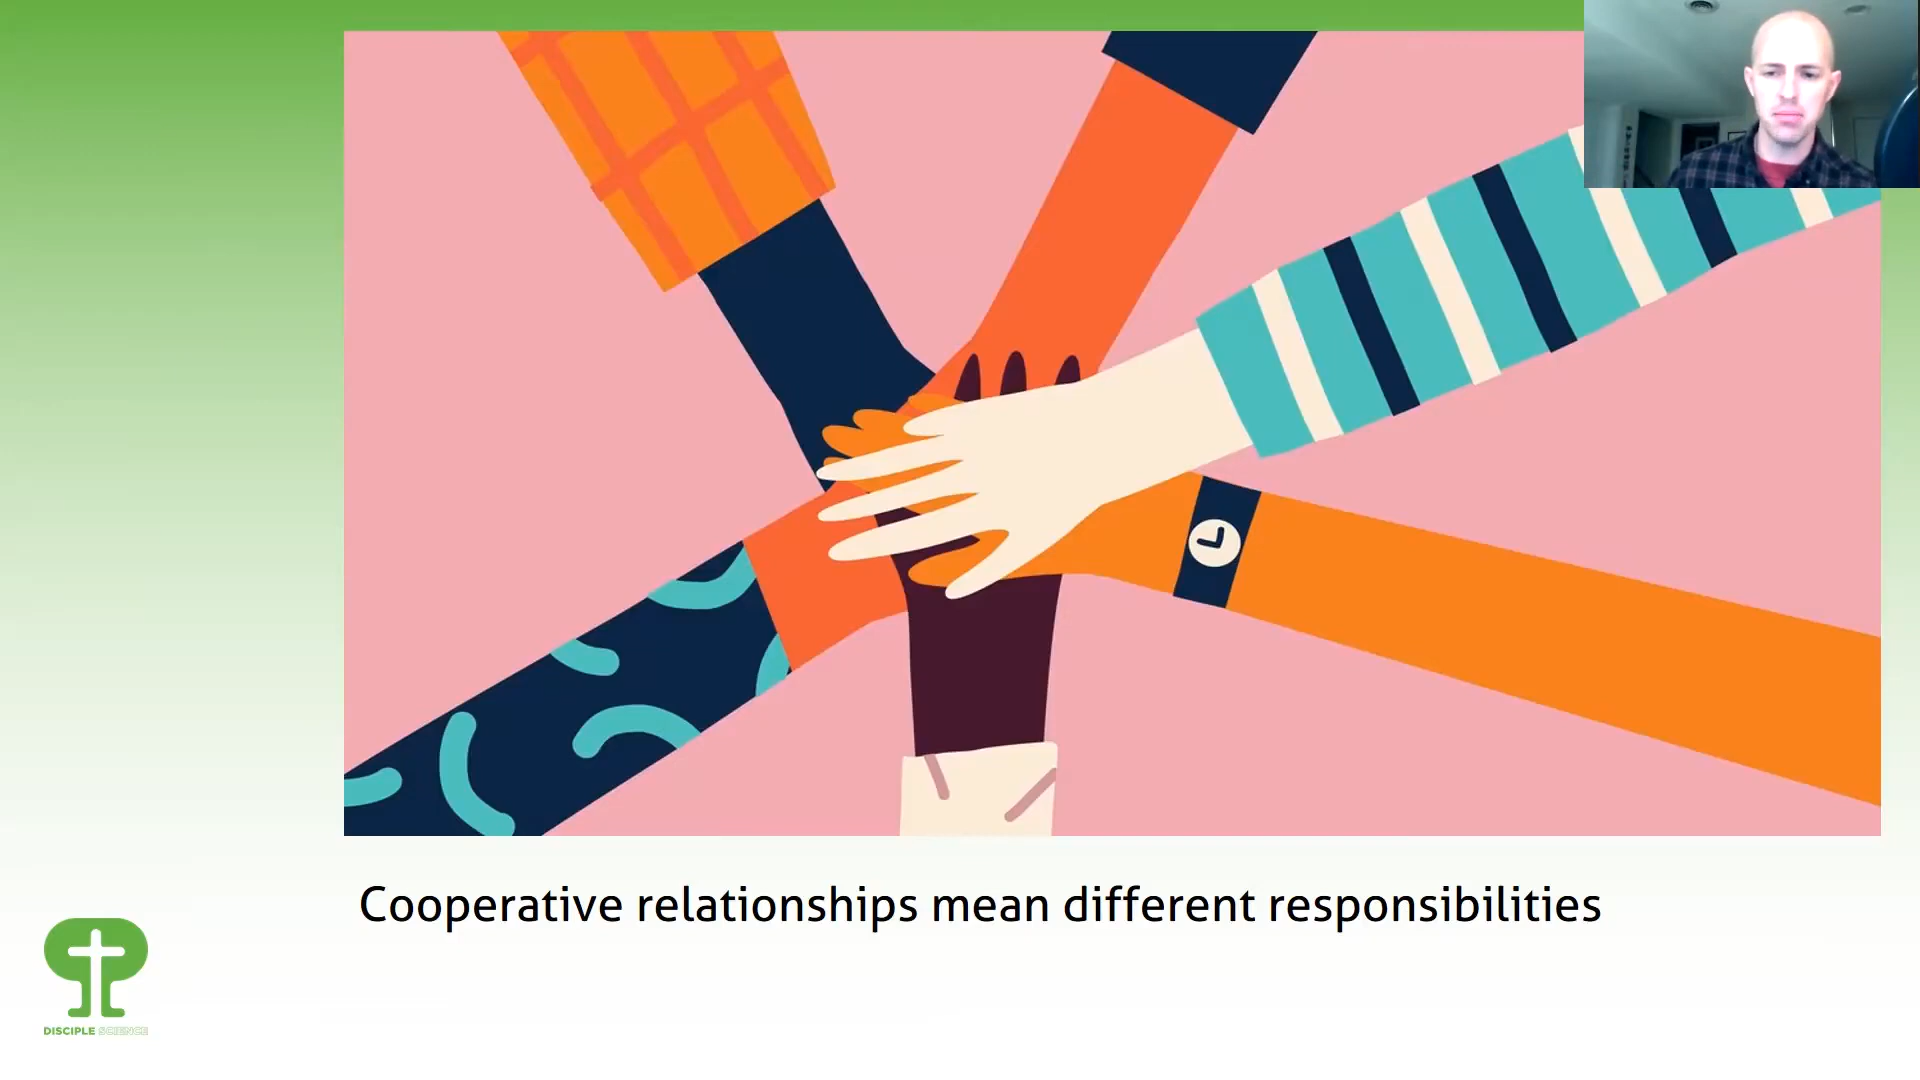 Cooperative relationships mean different responsibilities
DISCIPLE SCIENCE